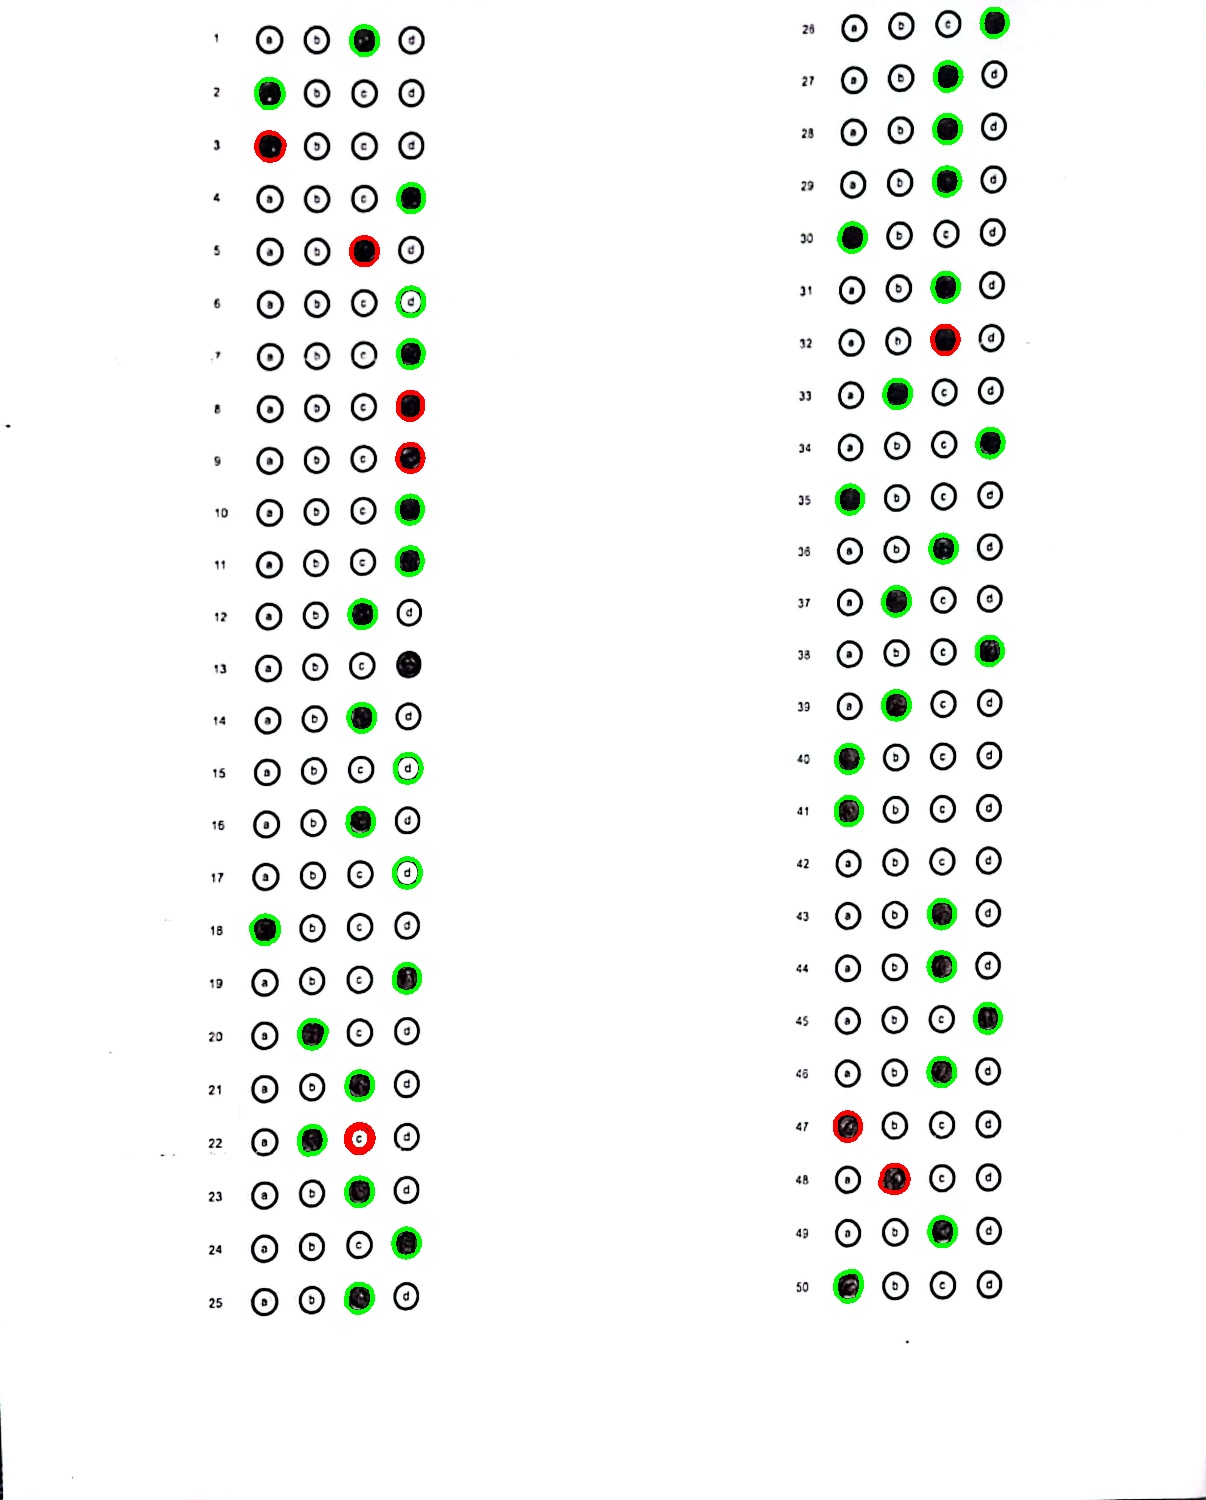 1 a b d
2 b c d
3 b c d
4 a b c
5 a b d
6 a b c d
7 a b c
8 a b c
9 a b c
10 a b c
11 a b c
12 a b d
13 a b c
14 a b d
15 a b c d
16 a b d
17 a b c d
18 b c d
19 a b c
20 a c d
21 a b d
22 a c d
23 a b d
24 a b c
25 a b d
26 a b c
27 a b d
28 a b d
29 a b d
30 b c d
31 a b d
32 a b d
33 a c d
34 a b c
35 b c d
36 a b d
37 a c d
38 a b c
39 a c d
40 b c d
41 b c d
42 a b c d
43 a b d
44 a b d
45 a b c
46 a b d
47 b c d
48 a c d
49 a b d
50 b c d